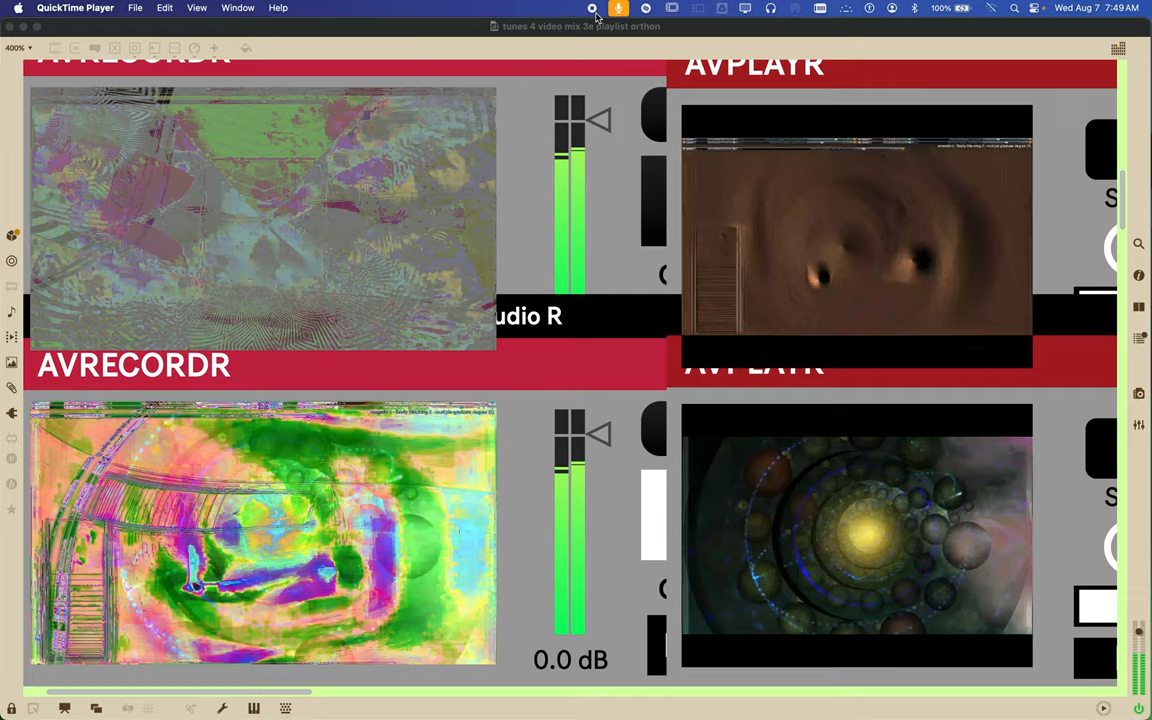 QuickTime Player File Edit View Window Help 100% Wed Aug 7 7:49 AM
tunes 4 video mix 3e playlist orthon
400%
AVRECORDR
AVPLAYR
S
udio R
AVRECORDR
AVPLAYR
S
0.0 dB